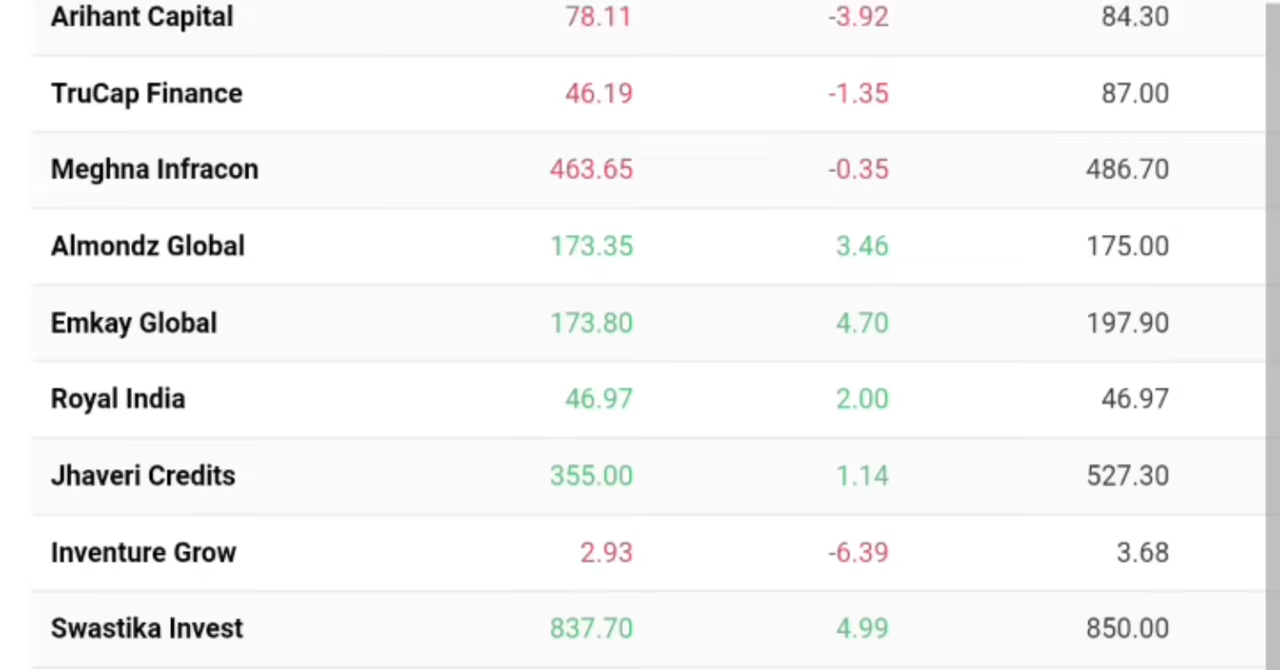 Arihant Capital 78.11 -3.92 84.30
TruCap Finance 46.19 -1.35 87.00
Meghna Infracon 463.65 -0.35 486.70
Almondz Global 173.35 3.46 175.00
Emkay Global 173.80 4.70 197.90
Royal India 46.97 2.00 46.97
Jhaveri Credits 355.00 1.14 527.30
Inventure Grow 2.93 -6.39 3.68
Swastika Invest 837.70 4.99 850.00